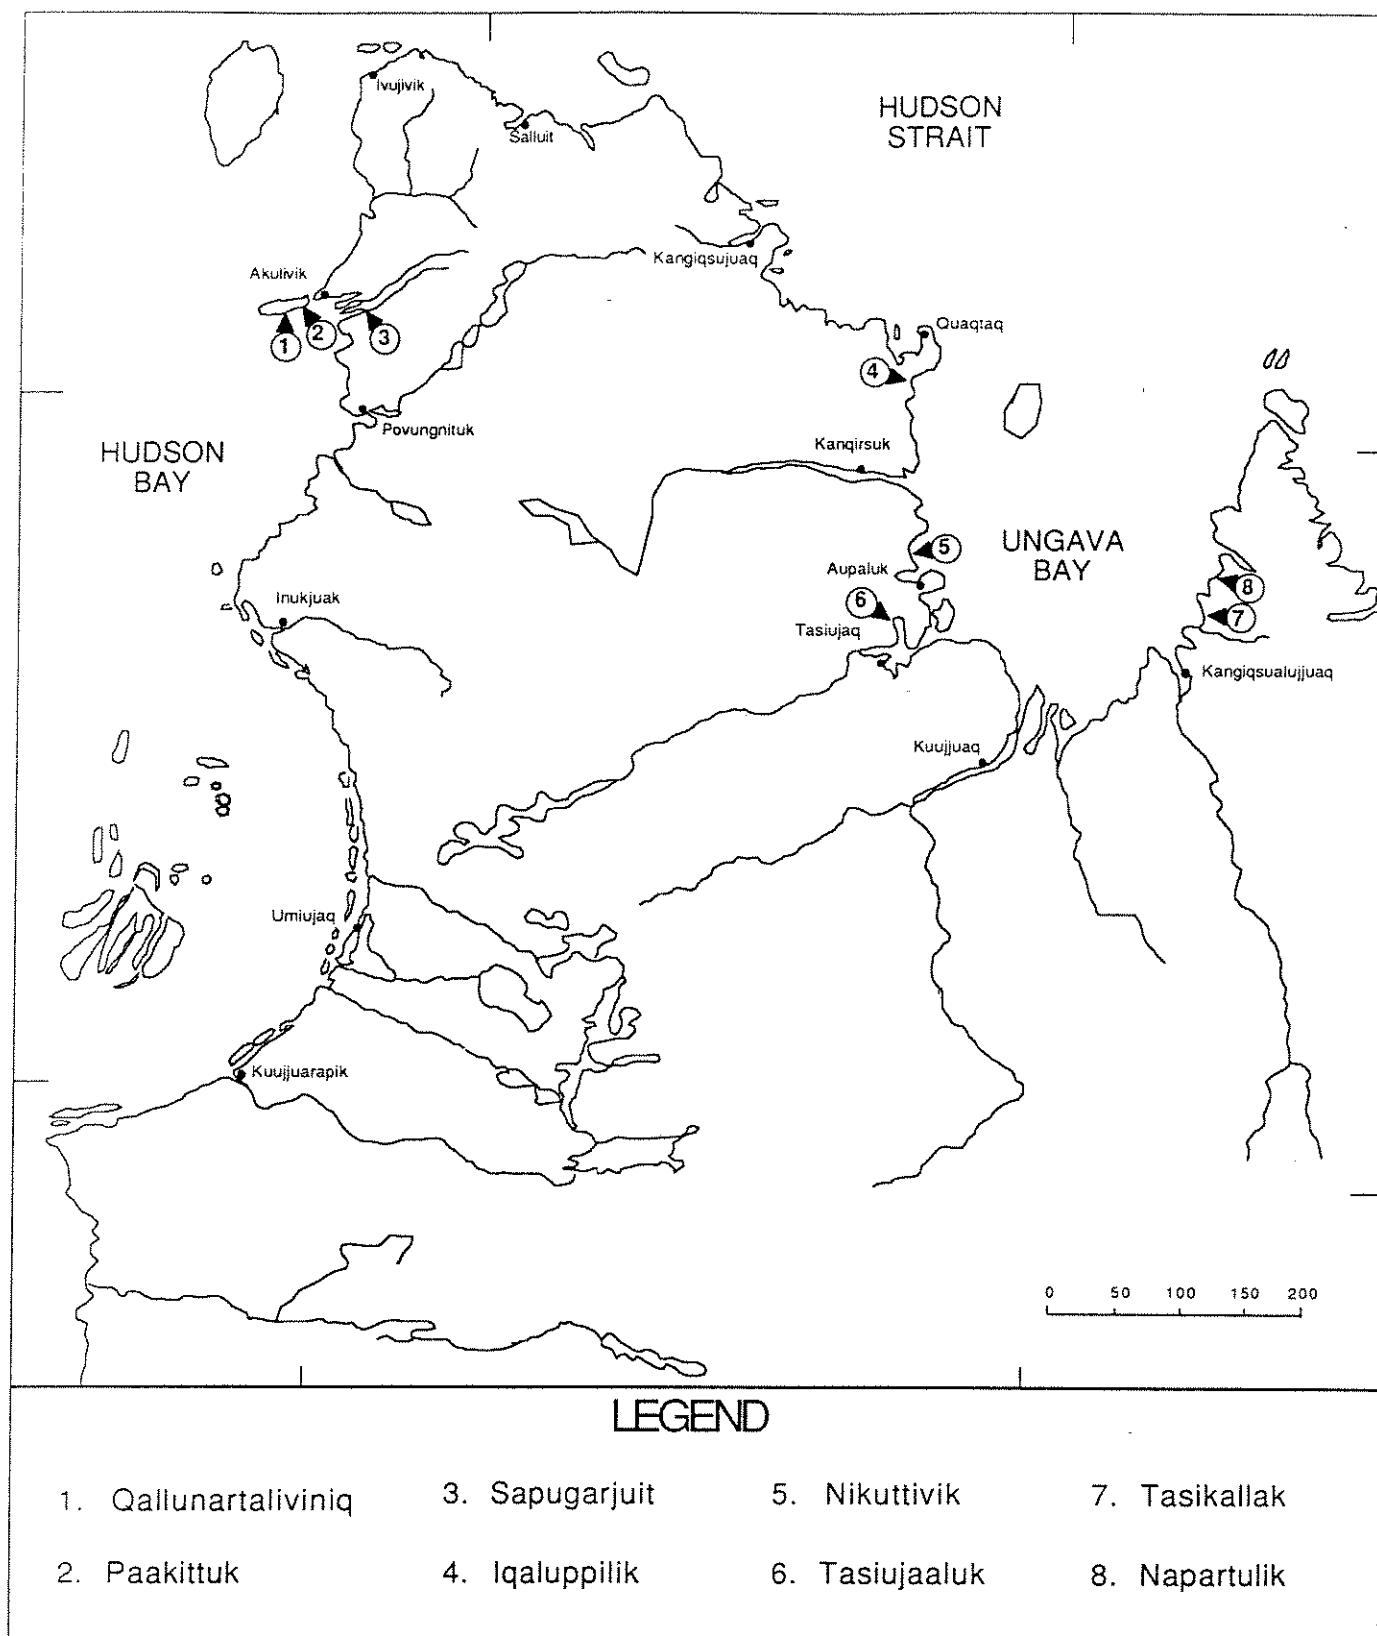 Ivujivik
HUDSON
STRAIT
Salluit
Kangiqsujuaq
Akulivik
1
2
3
Quaqtaq
4
Povungnituk
HUDSON
BAY
Kanqirsuk
UNGAVA
BAY
5
Aupaluk
8
6
Inukjuak
7
Tasiujaq
Kangiqsualujjuaq
Kuujjuaq
Umiujaq
Kuujjuarapik
0 50 100 150 200
LEGEND
1. Qallunartaliviniq
3. Sapugarjuit
5. Nikuttivik
7. Tasikallak
2. Paakittuk
4. Iqaluppilik
6. Tasiujaaluk
8. Napartulik